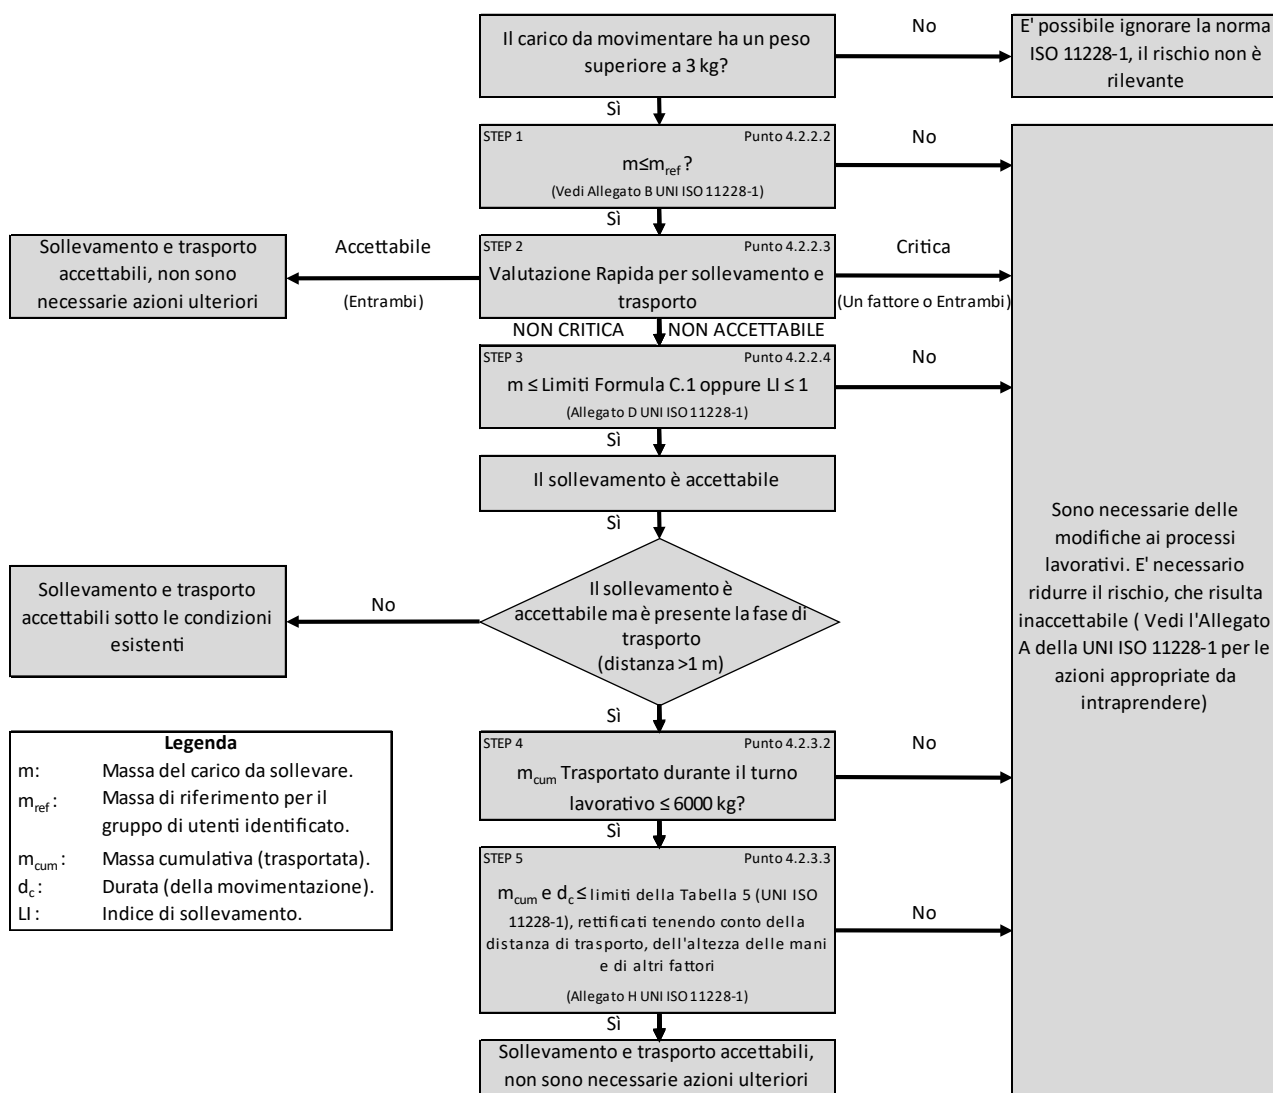 Il carico da movimentare ha un peso
superiore a 3 kg?
No
E' possibile ignorare la norma
ISO 11228-1, il rischio non è
rilevante
Sì
STEP 1 Punto 4.2.2.2
m≤mref ?
(Vedi Allegato B UNI ISO 11228-1)
No
Sì
Sollevamento e trasporto
accettabili, non sono
necessarie azioni ulteriori
Accettabile
(Entrambi)
STEP 2 Punto 4.2.2.3
Valutazione Rapida per sollevamento e
trasporto
Critica
(Un fattore o Entrambi)
NON CRITICA NON ACCETTABILE
STEP 3 Punto 4.2.2.4
m ≤ Limiti Formula C.1 oppure LI ≤ 1
(Allegato D UNI ISO 11228-1)
No
Sì
Il sollevamento è accettabile
Sì
Sono necessarie delle
modifiche ai processi
lavorativi. E' necessario
ridurre il rischio, che risulta
inaccettabile ( Vedi l'Allegato
A della UNI ISO 11228-1 per le
azioni appropriate da
intraprendere)
Il sollevamento è
accettabile ma è presente la fase di
trasporto
(distanza >1 m)
No
Sollevamento e trasporto
accettabili sotto le condizioni
esistenti
Sì
STEP 4 Punto 4.2.3.2
mcum Trasportato durante il turno
lavorativo ≤ 6000 kg?
No
Sì
Legenda
m: Massa del carico da sollevare.
mref : Massa di riferimento per il
gruppo di utenti identificato.
mcum : Massa cumulativa (trasportata).
dc : Durata (della movimentazione).
LI : Indice di sollevamento.
STEP 5 Punto 4.2.3.3
mcum e dc ≤ limiti della Tabella 5 (UNI ISO
11228-1), rettificati tenendo conto della
distanza di trasporto, dell'altezza delle mani
e di altri fattori
(Allegato H UNI ISO 11228-1)
No
Sì
Sollevamento e trasporto accettabili,
non sono necessarie azioni ulteriori